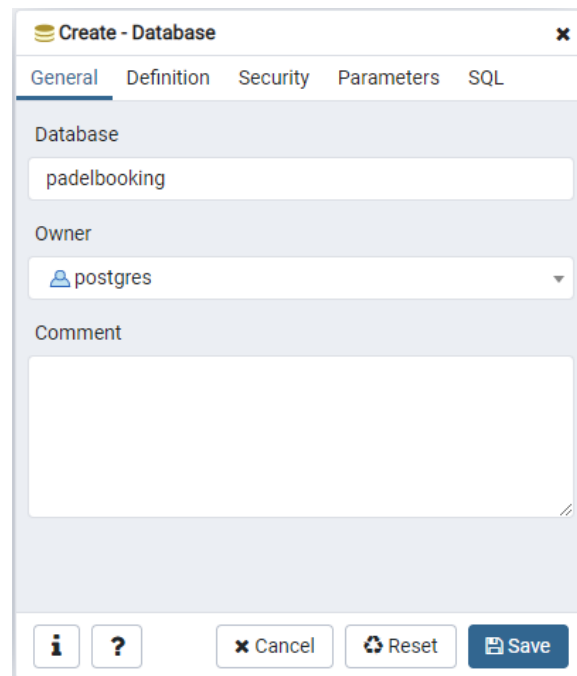 Create - Database
General Definition Security Parameters SQL
Database
padelbooking
Owner
postgres
Comment
i ? Cancel Reset Save